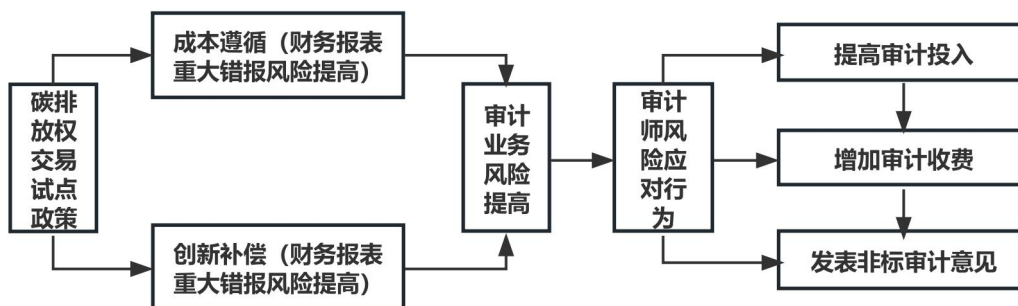 碳排
放权
交易
试点
政策
成本遵循（财务报表
重大错报风险提高）
创新补偿（财务报表
重大错报风险提高）
审计
业务
风险
提高
审计
师风
险应
对行
为
提高审计投入
增加审计收费
发表非标审计意见